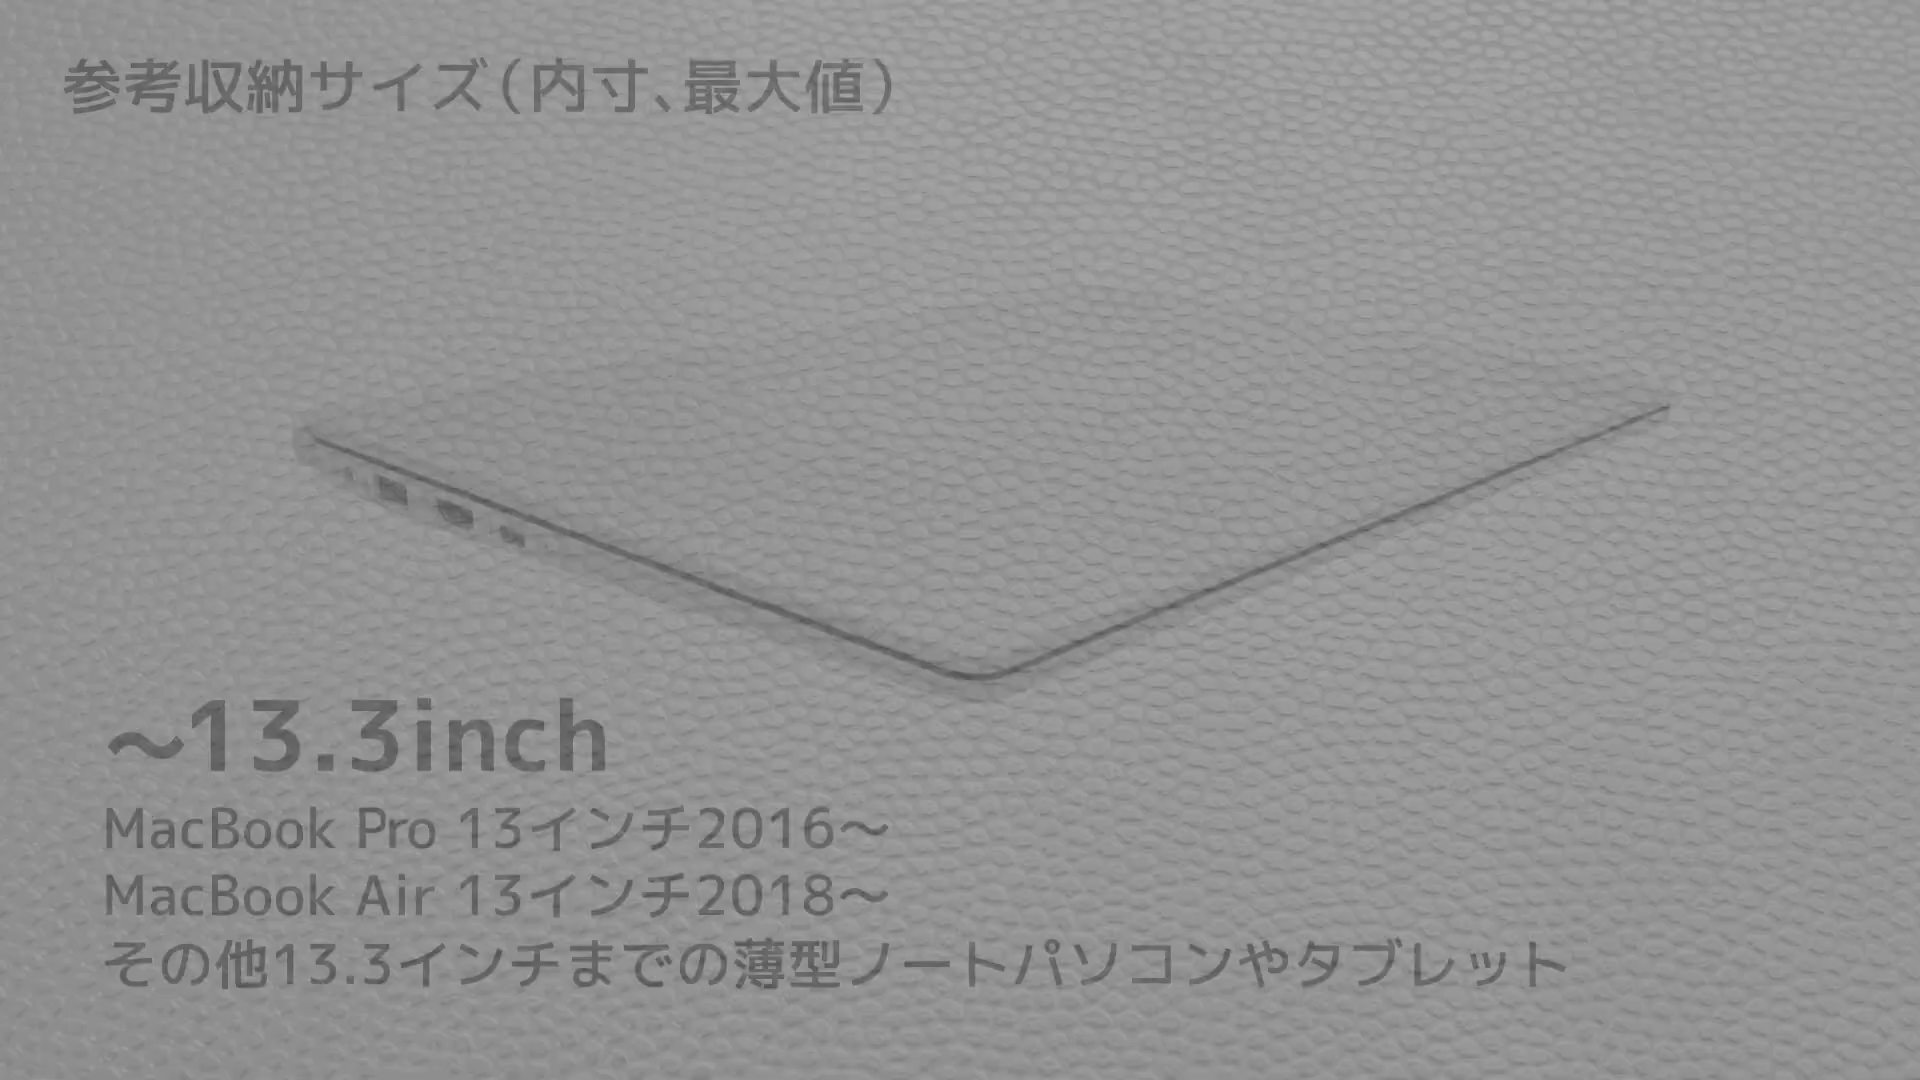 参考収納サイズ(内寸、最大値)
～13.3inch
MacBook Pro 13インチ2016～
MacBook Air 13インチ2018～
その他13.3インチまでの薄型ノートパソコンやタブレット